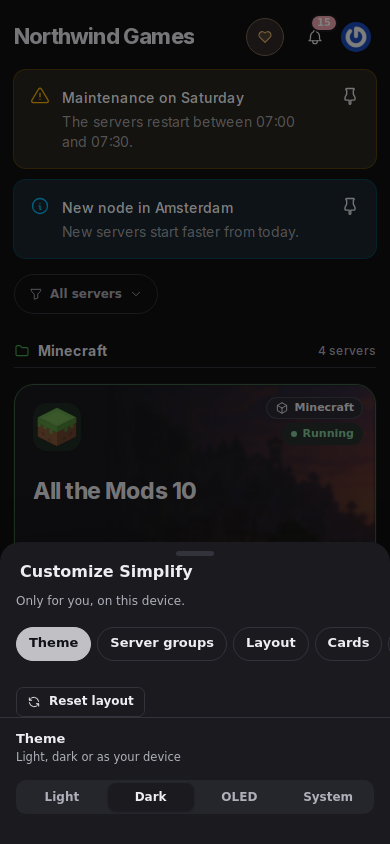 Northwind Games
15
Maintenance on Saturday
The servers restart between 07:00
and 07:30.
New node in Amsterdam
New servers start faster from today.
All servers
Minecraft
4 servers
Minecraft
Running
All the Mods 10
Customize Simplify
Only for you, on this device.
Theme
Server groups
Layout
Cards
Reset layout
Theme
Light, dark or as your device
Light
Dark
OLED
System